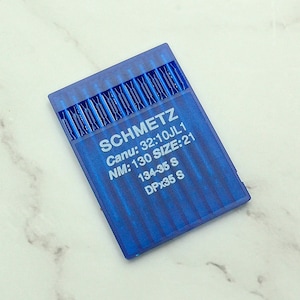 SCHMETZ
Canu: 32:10JL1
NM: 130 SIZE: 21
134-35 S
DPx35 S